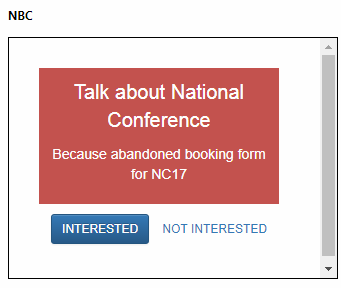 NBC
Talk about National
Conference
Because abandoned booking form
for NC17
INTERESTED NOT INTERESTED